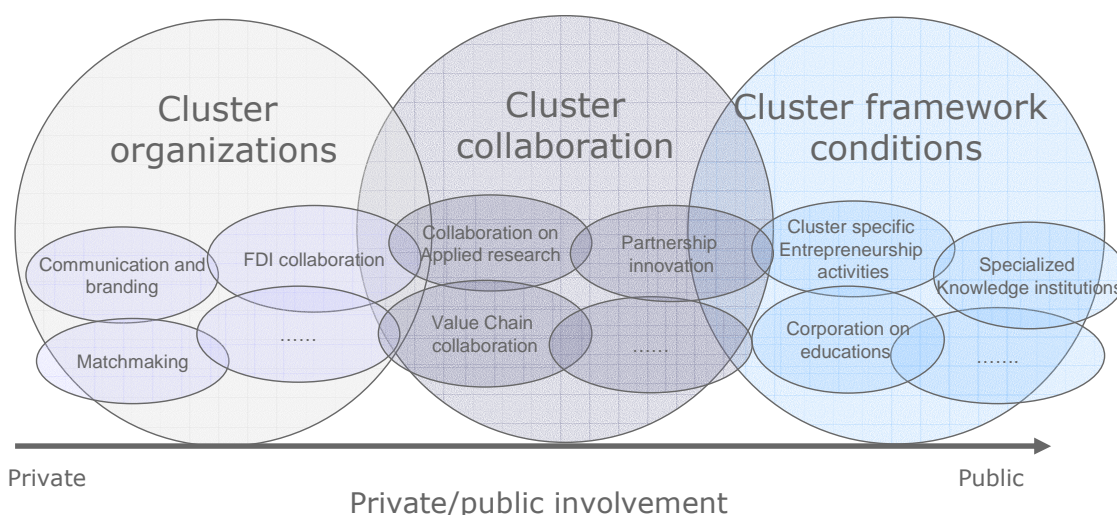 Cluster
organizations
Cluster
collaboration
Cluster framework
conditions
Communication and
branding
FDI collaboration
Matchmaking
......
Collaboration on
Applied research
Partnership
innovation
Value Chain
collaboration
......
Cluster specific
Entrepreneurship
activities
Specialized
Knowledge institutions
Corporation on
educations
.......
Private
Public
Private/public involvement